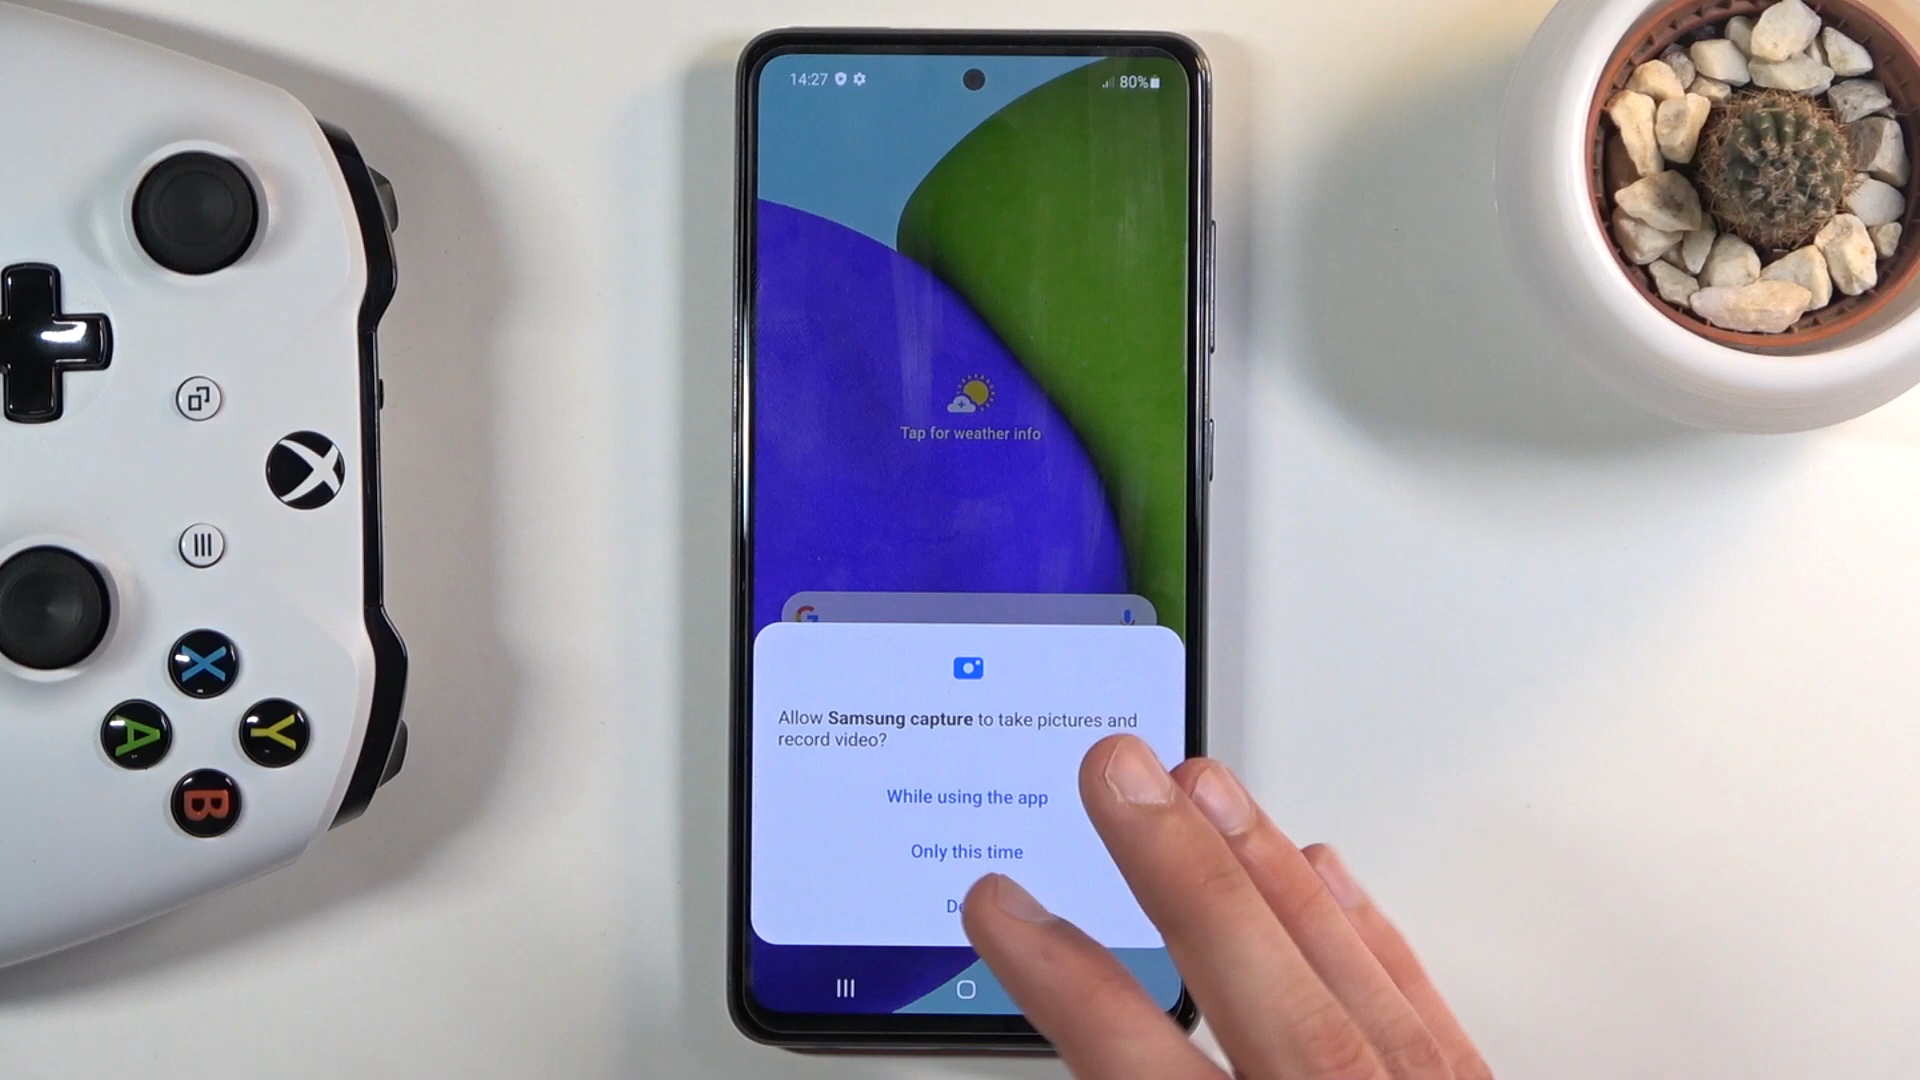 14:27
80%
Tap for weather info
G
Allow Samsung capture to take pictures and
record video?
While using the app
Only this time
X
Y
A
B